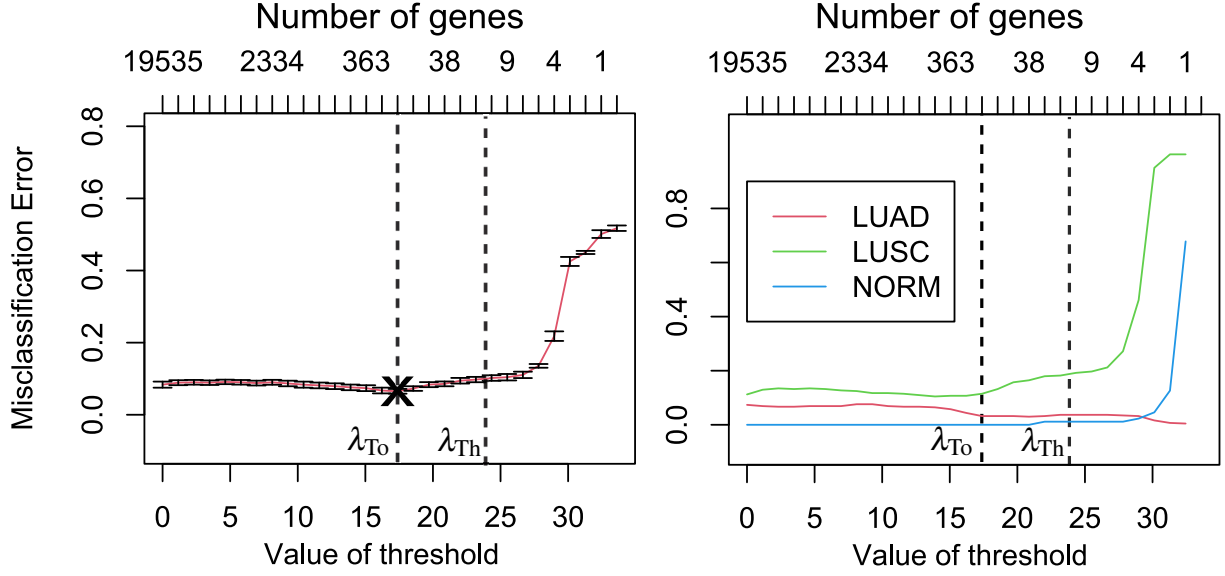 Number of genes
19535 2334 363 38 9 4 1
Misclassification Error
0.8
0.6
0.4
0.2
0.0
λTo λTh
0 5 10 15 20 25 30
Value of threshold
Number of genes
19535 2334 363 38 9 4 1
0.8
0.4
0.0
LUAD
LUSC
NORM
λTo λTh
0 5 10 15 20 25 30
Value of threshold